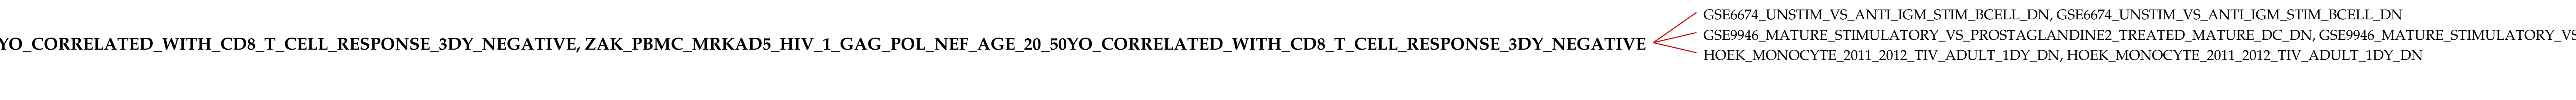 YO_CORRELATED_WITH_CD8_T_CELL_RESPONSE_3DY_NEGATIVE, ZAK_PBMC_MRKAD5_HIV_1_GAG_POL_NEF_AGE_20_50YO_CORRELATED_WITH_CD8_T_CELL_RESPONSE_3DY_NEGATIVE
GSE6674_UNSTIM_VS_ANTI_IGM_STIM_BCELL_DN, GSE6674_UNSTIM_VS_ANTI_IGM_STIM_BCELL_DN
GSE9946_MATURE_STIMULATORY_VS_PROSTAGLANDINE2_TREATED_MATURE_DC_DN, GSE9946_MATURE_STIMULATORY_VS
HOEK_MONOCYTE_2011_2012_TIV_ADULT_1DY_DN, HOEK_MONOCYTE_2011_2012_TIV_ADULT_1DY_DN